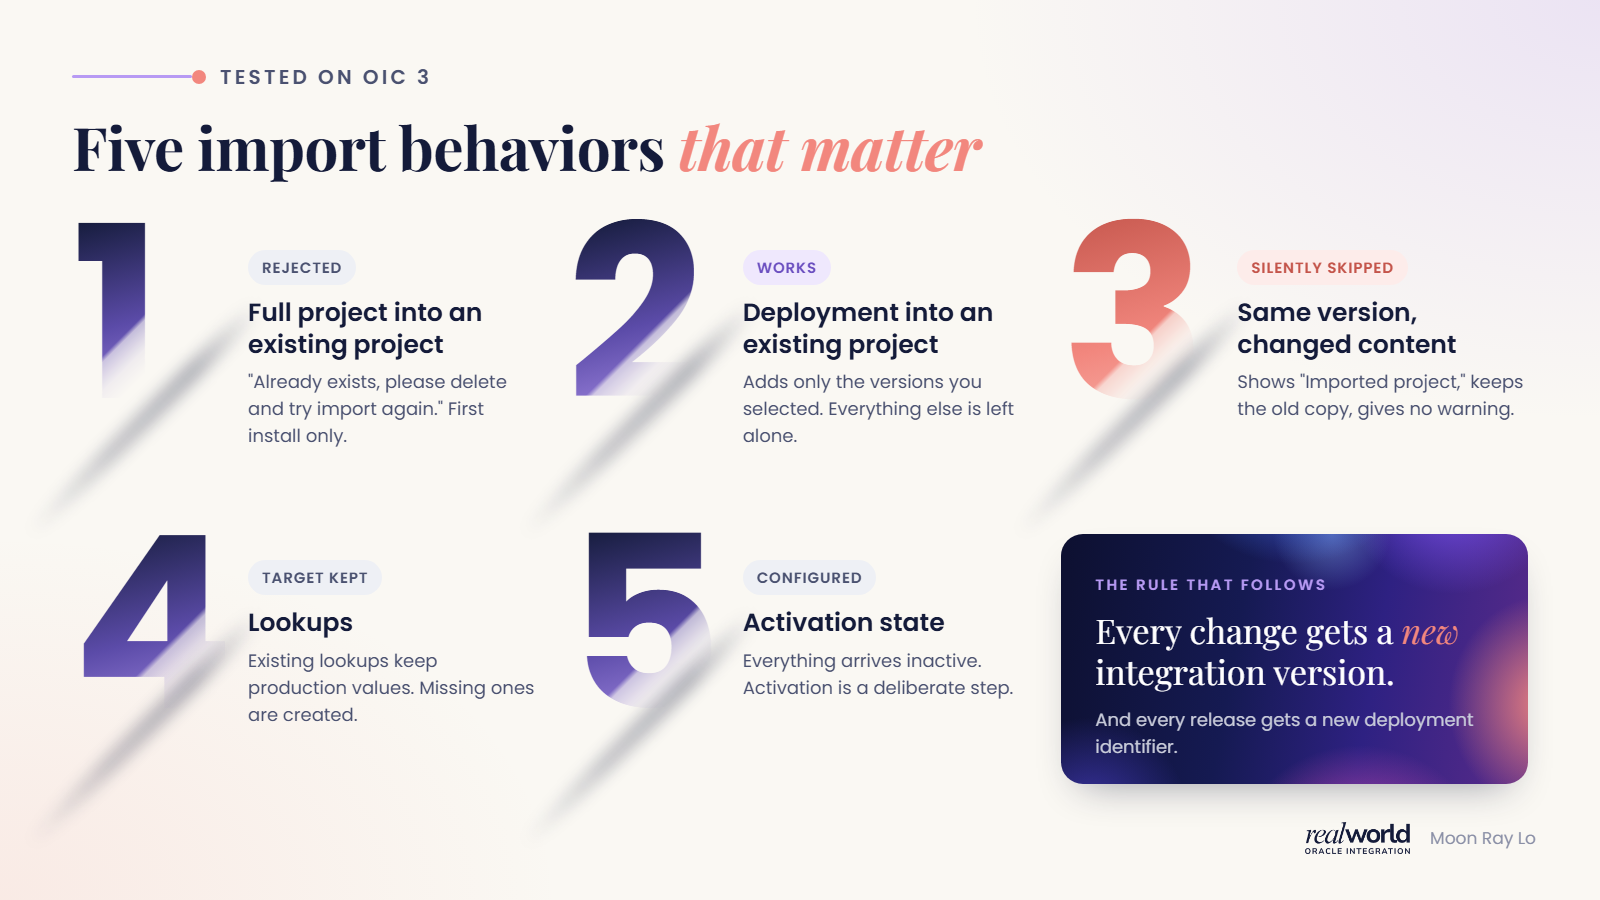 TESTED ON OIC 3
Five import behaviors that matter
1
REJECTED
Full project into an
existing project
"Already exists, please delete
and try import again." First
install only.
2
WORKS
Deployment into an
existing project
Adds only the versions you
selected. Everything else is left
alone.
3
SILENTLY SKIPPED
Same version,
changed content
Shows "Imported project," keeps
the old copy, gives no warning.
4
TARGET KEPT
Lookups
Existing lookups keep
production values. Missing ones
are created.
5
CONFIGURED
Activation state
Everything arrives inactive.
Activation is a deliberate step.
THE RULE THAT FOLLOWS
Every change gets a new
integration version.
And every release gets a new deployment
identifier.
realworld
ORACLE INTEGRATION
Moon Ray Lo